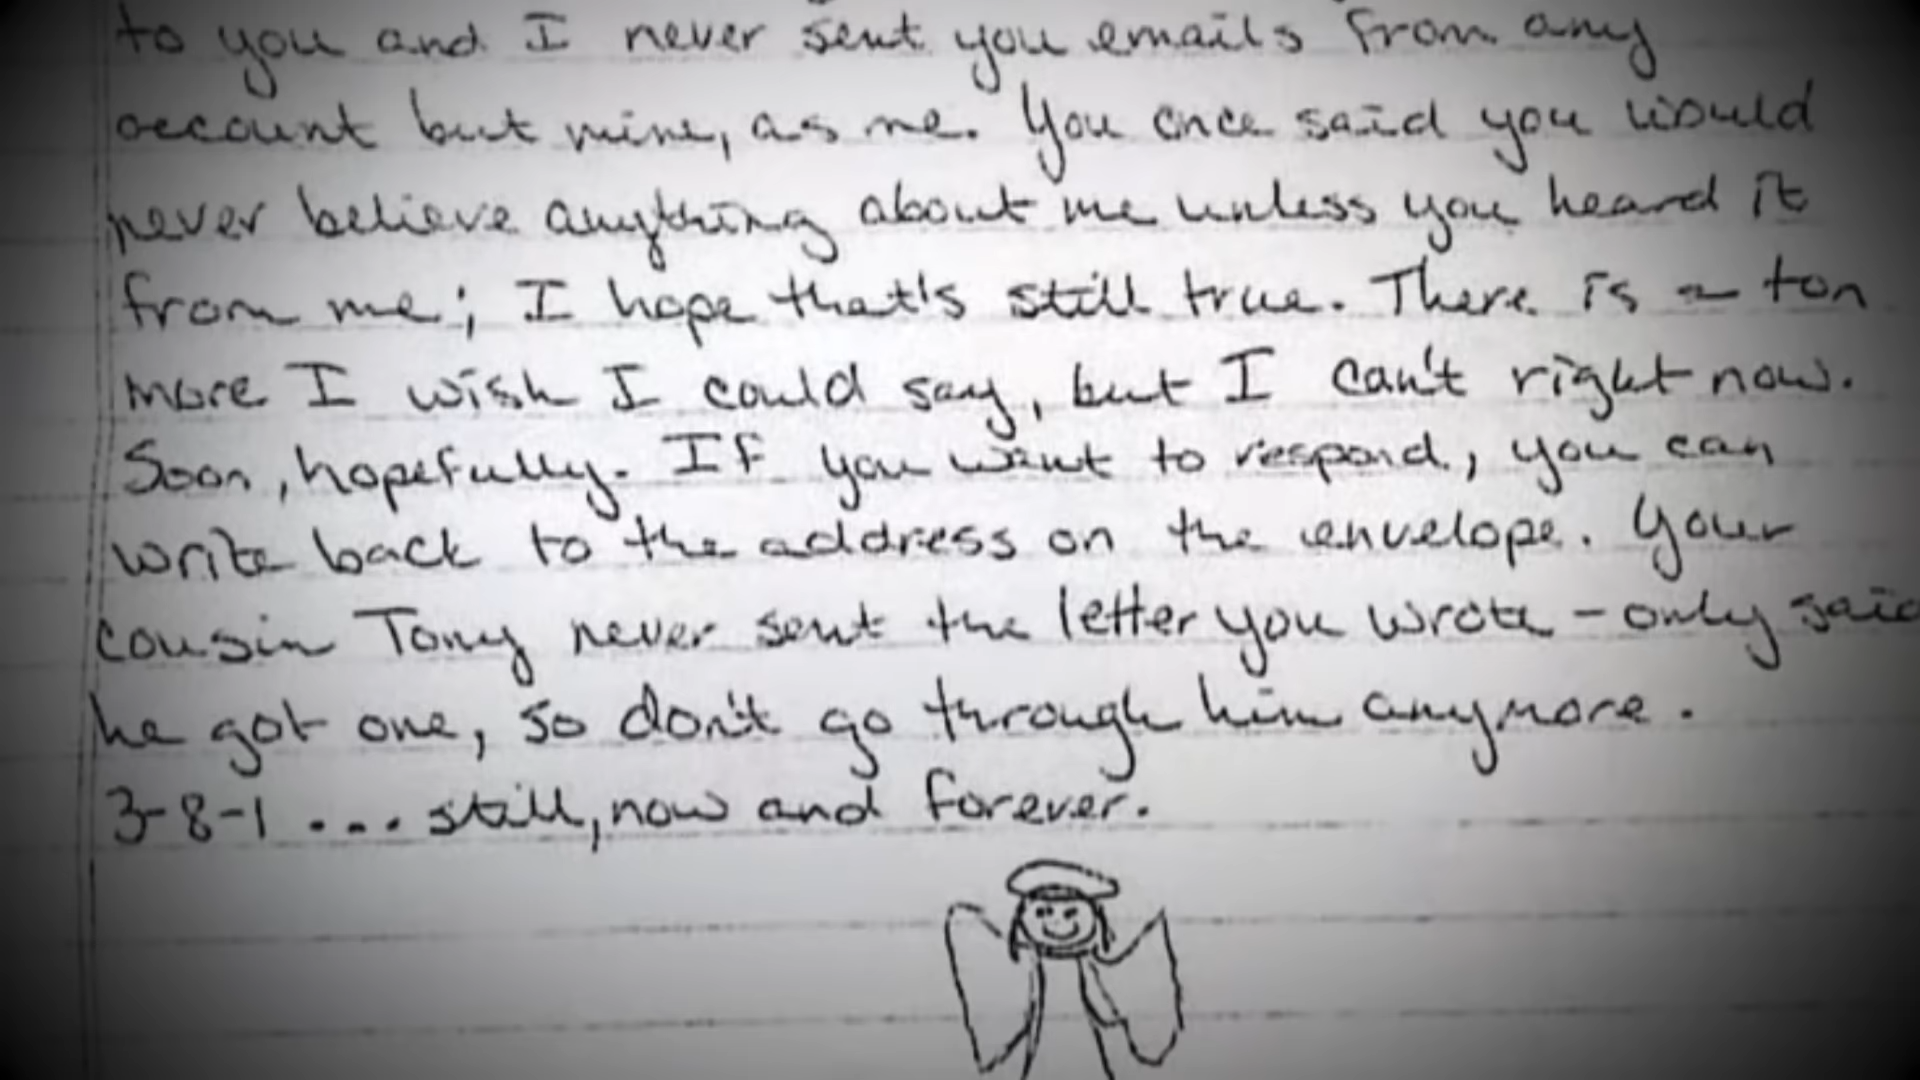 to you and I never sent you emails from any
account but mine, as me. You once said you would
never believe anything about me unless you heard it
from me; I hope that's still true. There is a ton
more I wish I could say, but I can't right now.
Soon, hopefully. If you want to respond, you can
write back to the address on the envelope. Your
cousin Tony never sent the letter you wrote - only said
he got one, so don't go through him anymore.
3-8-1 ... still, now and forever.